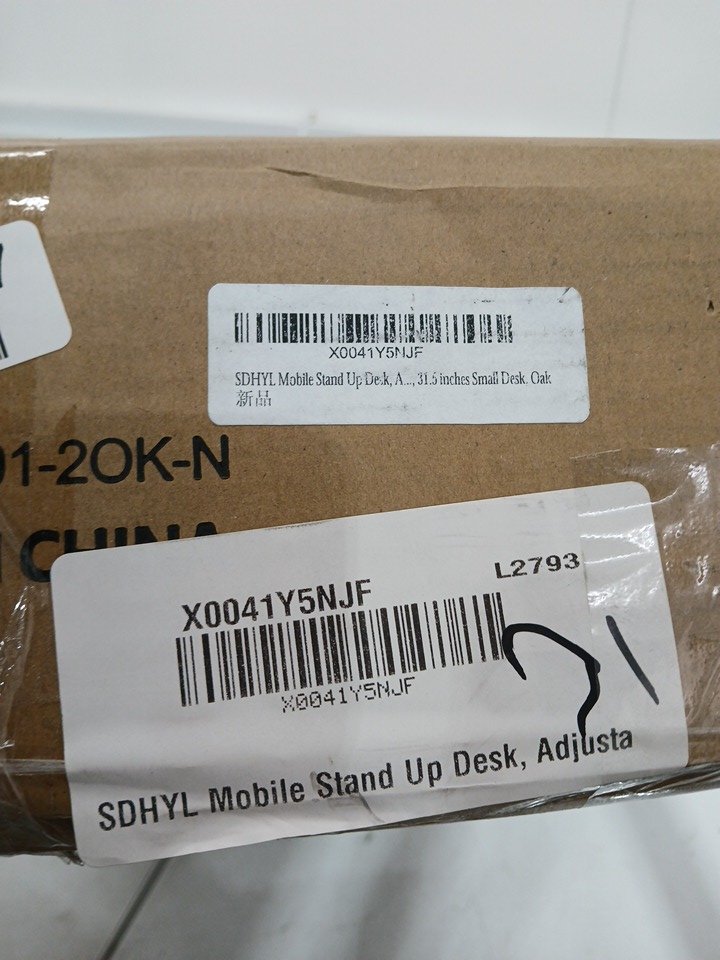 X0041Y5NJF
SDHYL Mobile Stand Up Desk, A..., 31.5 inches Small Desk. Oak
新品
1-2OK-N
CHINA
L2793
X0041Y5NJF
X0041Y5NJF
SDHYL Mobile Stand Up Desk, Adjusta